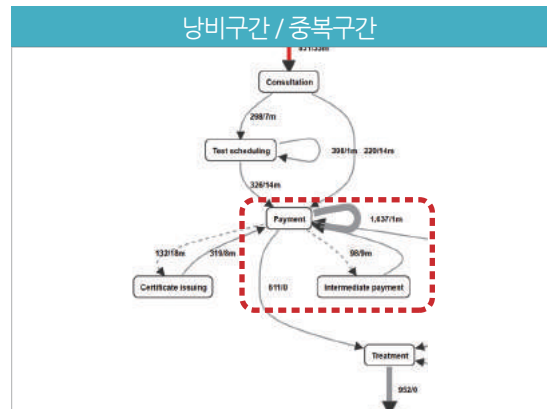 낭비구간 / 중복구간
Consultation
298/7m
Test scheduling
396/1m
220/14m
326/14m
Payment
1,637/1m
132/18m
319/8m
98/9m
Certificate issuing
Intermediate payment
611/0
Treatment
952/0